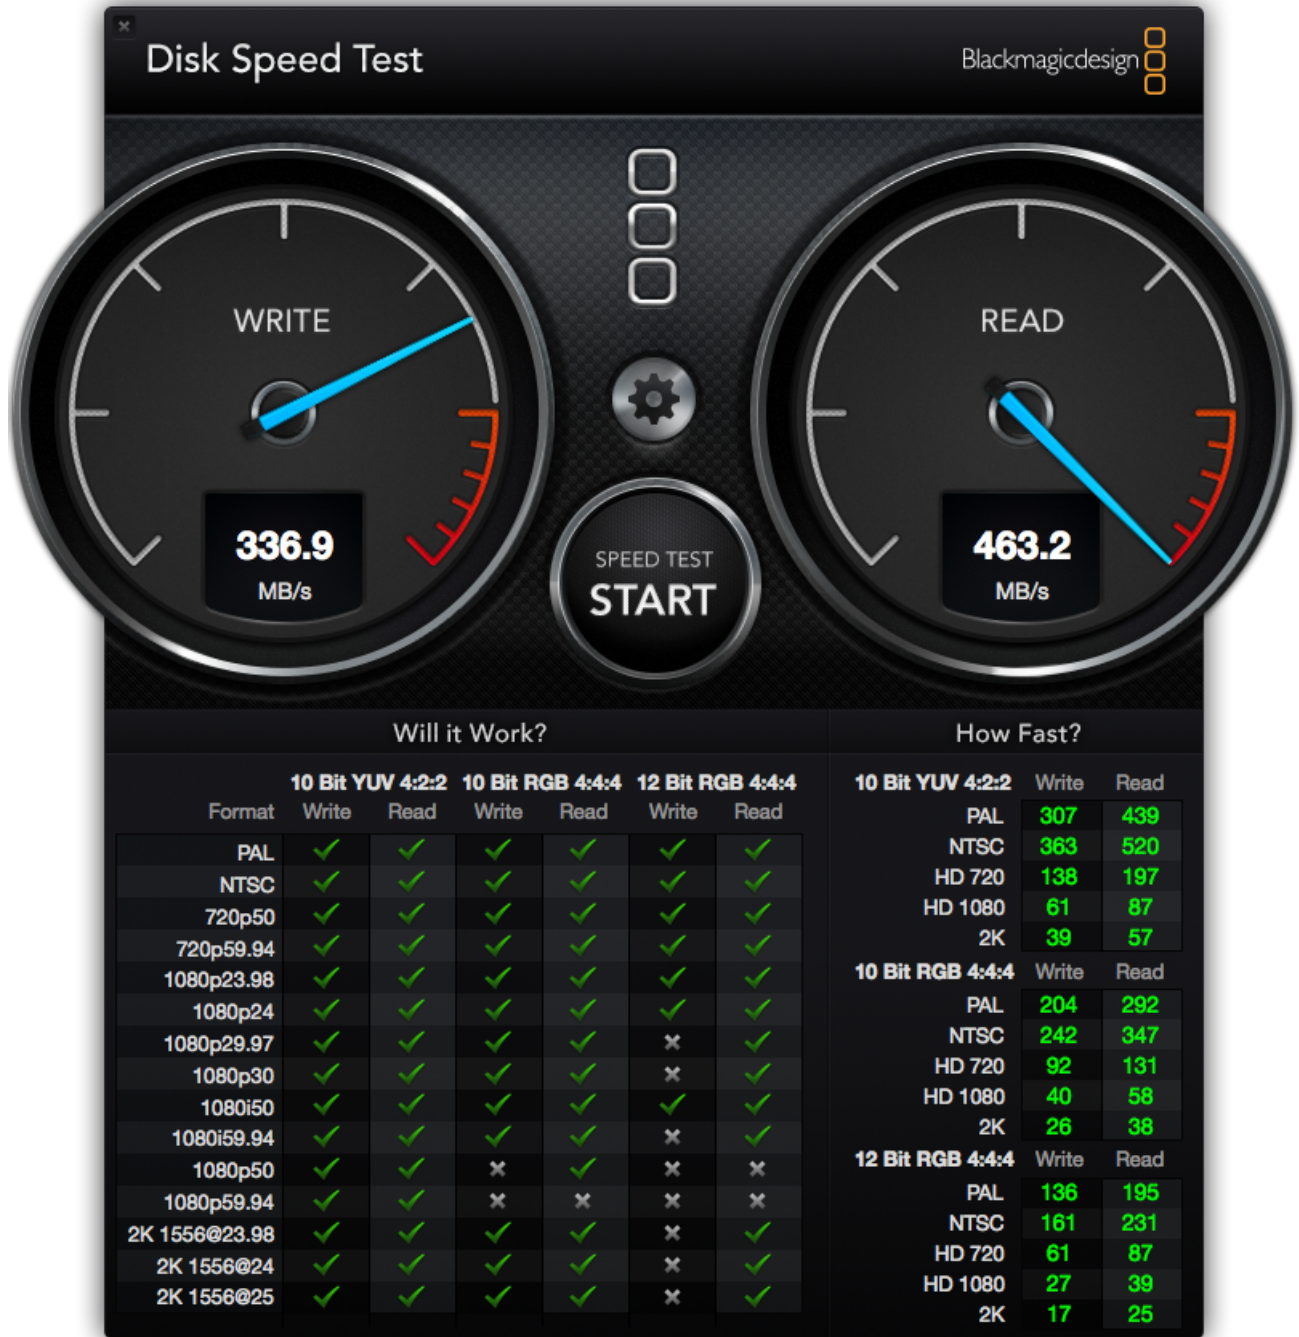 Disk Speed Test
Blackmagicdesign
WRITE
READ
336.9
MB/s
463.2
MB/s
SPEED TEST
START
Will it Work?
10 Bit YUV 4:2:2 10 Bit RGB 4:4:4 12 Bit RGB 4:4:4
Format Write Read Write Read Write Read
PAL
NTSC
720p50
720p59.94
1080p23.98
1080p24
1080p29.97
1080p30
1080i50
1080i59.94
1080p50
1080p59.94
2K 1556@23.98
2K 1556@24
2K 1556@25
How Fast?
10 Bit YUV 4:2:2 Write Read
PAL 307 439
NTSC 363 520
HD 720 138 197
HD 1080 61 87
2K 39 57
10 Bit RGB 4:4:4 Write Read
PAL 204 292
NTSC 242 347
HD 720 92 131
HD 1080 40 58
2K 26 38
12 Bit RGB 4:4:4 Write Read
PAL 136 195
NTSC 161 231
HD 720 61 87
HD 1080 27 39
2K 17 25